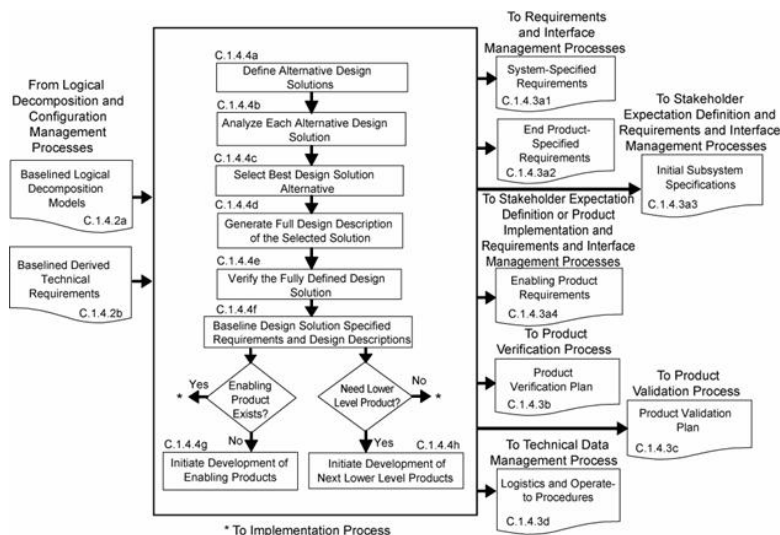 From Logical
Decomposition and
Configuration
Management
Processes
Baselined Logical
Decomposition
Models
C.1.4.2a
Baselined Derived
Technical
Requirements
C.1.4.2b
C.1.4.4a
Define Alternative Design
Solutions
C.1.4.4b
Analyze Each Alternative Design
Solution
C.1.4.4c
Select Best Design Solution
Alternative
C.1.4.4d
Generate Full Design Description
of the Selected Solution
C.1.4.4e
Verify the Fully Defined Design
Solution
C.1.4.4f
Baseline Design Solution Specified
Requirements and Design Descriptions
* Yes
Enabling
Product
Exists?
No
C.1.4.4g
Initiate Development of
Enabling Products
Need Lower
Level Product?
No *
Yes
C.1.4.4h
Initiate Development of
Next Lower Level Products
* To Implementation Process
To Requirements
and Interface
Management Processes
System-Specified
Requirements
C.1.4.3a1
End Product-
Specified
Requirements
C.1.4.3a2
To Stakeholder
Expectation Definition and
Requirements and Interface
Management Processes
Initial Subsystem
Specifications
C.1.4.3a3
To Stakeholder Expectation
Definition or Product
Implementation and
Requirements and Interface
Management Processes
Enabling Product
Requirements
C.1.4.3a4
To Product
Verification Process
Product
Verification Plan
C.1.4.3b
To Product
Validation Process
Product Validation
Plan
C.1.4.3c
To Technical Data
Management Process
Logistics and Operate-
to Procedures
C.1.4.3d